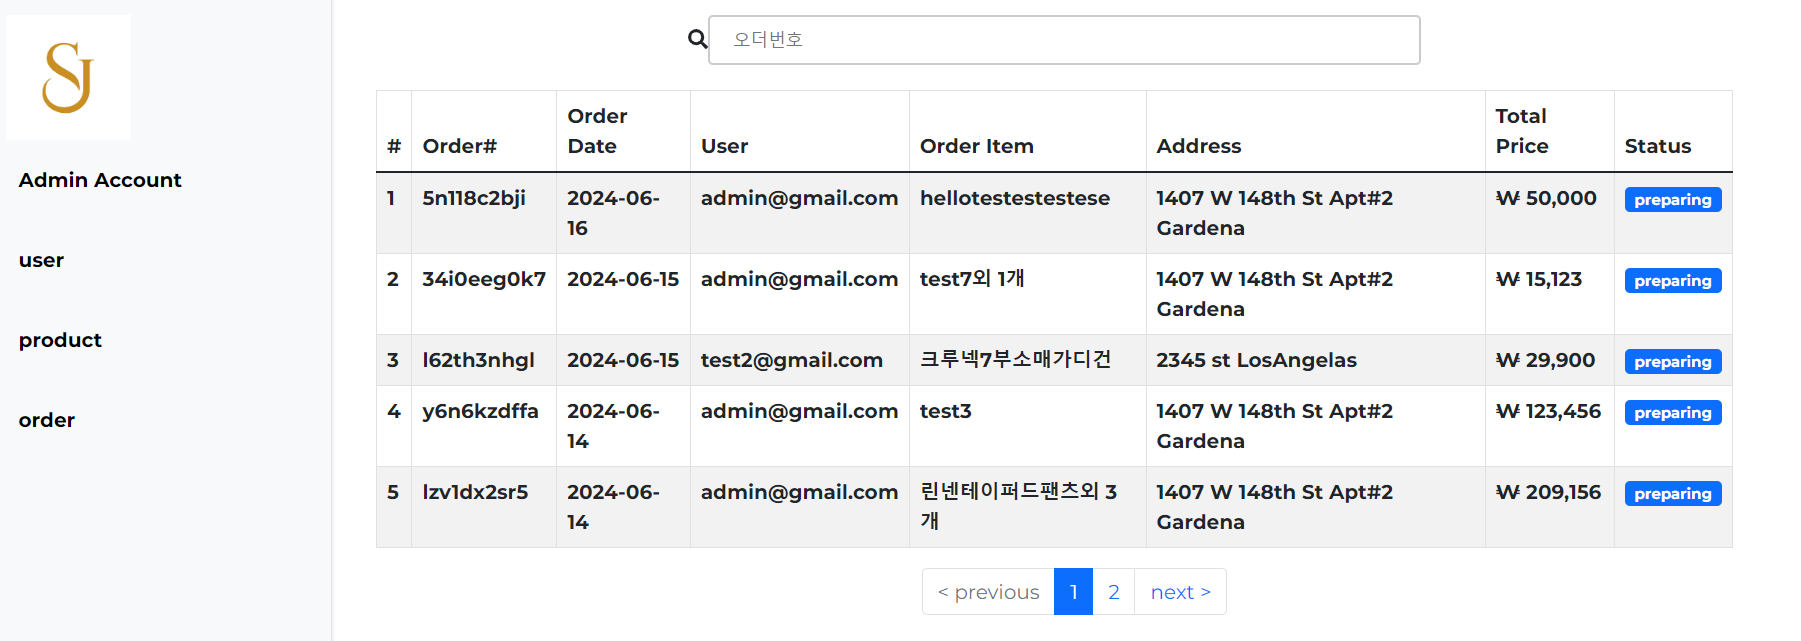 SJ
오더번호
Admin Account
user
product
order
# Order# Order Date User Order Item Address Total Price Status
1 5n118c2bji 2024-06-16 admin@gmail.com hellotestestestese 1407 W 148th St Apt#2 Gardena ₩ 50,000 preparing
2 34i0eeg0k7 2024-06-15 admin@gmail.com test7외 1개 1407 W 148th St Apt#2 Gardena ₩ 15,123 preparing
3 l62th3nhgl 2024-06-15 test2@gmail.com 크루넥7부소매가디건 2345 st LosAngelas ₩ 29,900 preparing
4 y6n6kzdffa 2024-06-14 admin@gmail.com test3 1407 W 148th St Apt#2 Gardena ₩ 123,456 preparing
5 lzv1dx2sr5 2024-06-14 admin@gmail.com 린넨테이퍼드팬츠외 3개 1407 W 148th St Apt#2 Gardena ₩ 209,156 preparing
< previous 1 2 next >